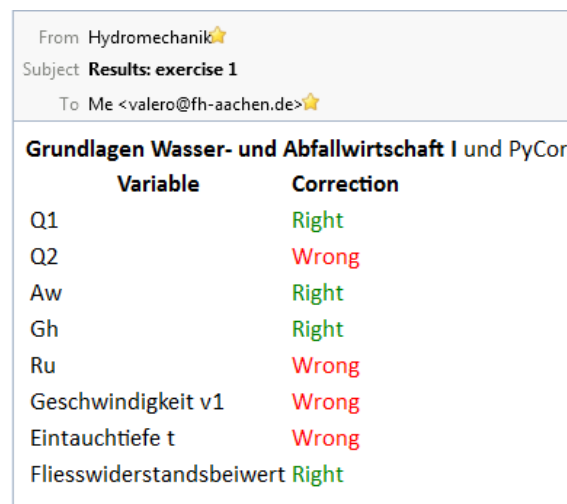 From Hydromechanik
Subject Results: exercise 1
To Me <valero@fh-aachen.de>
Grundlagen Wasser- und Abfallwirtschaft I und PyCor
Variable Correction
Q1 Right
Q2 Wrong
Aw Right
Gh Right
Ru Wrong
Geschwindigkeit v1 Wrong
Eintauchtiefe t Wrong
Fliesswiderstandsbeiwert Right